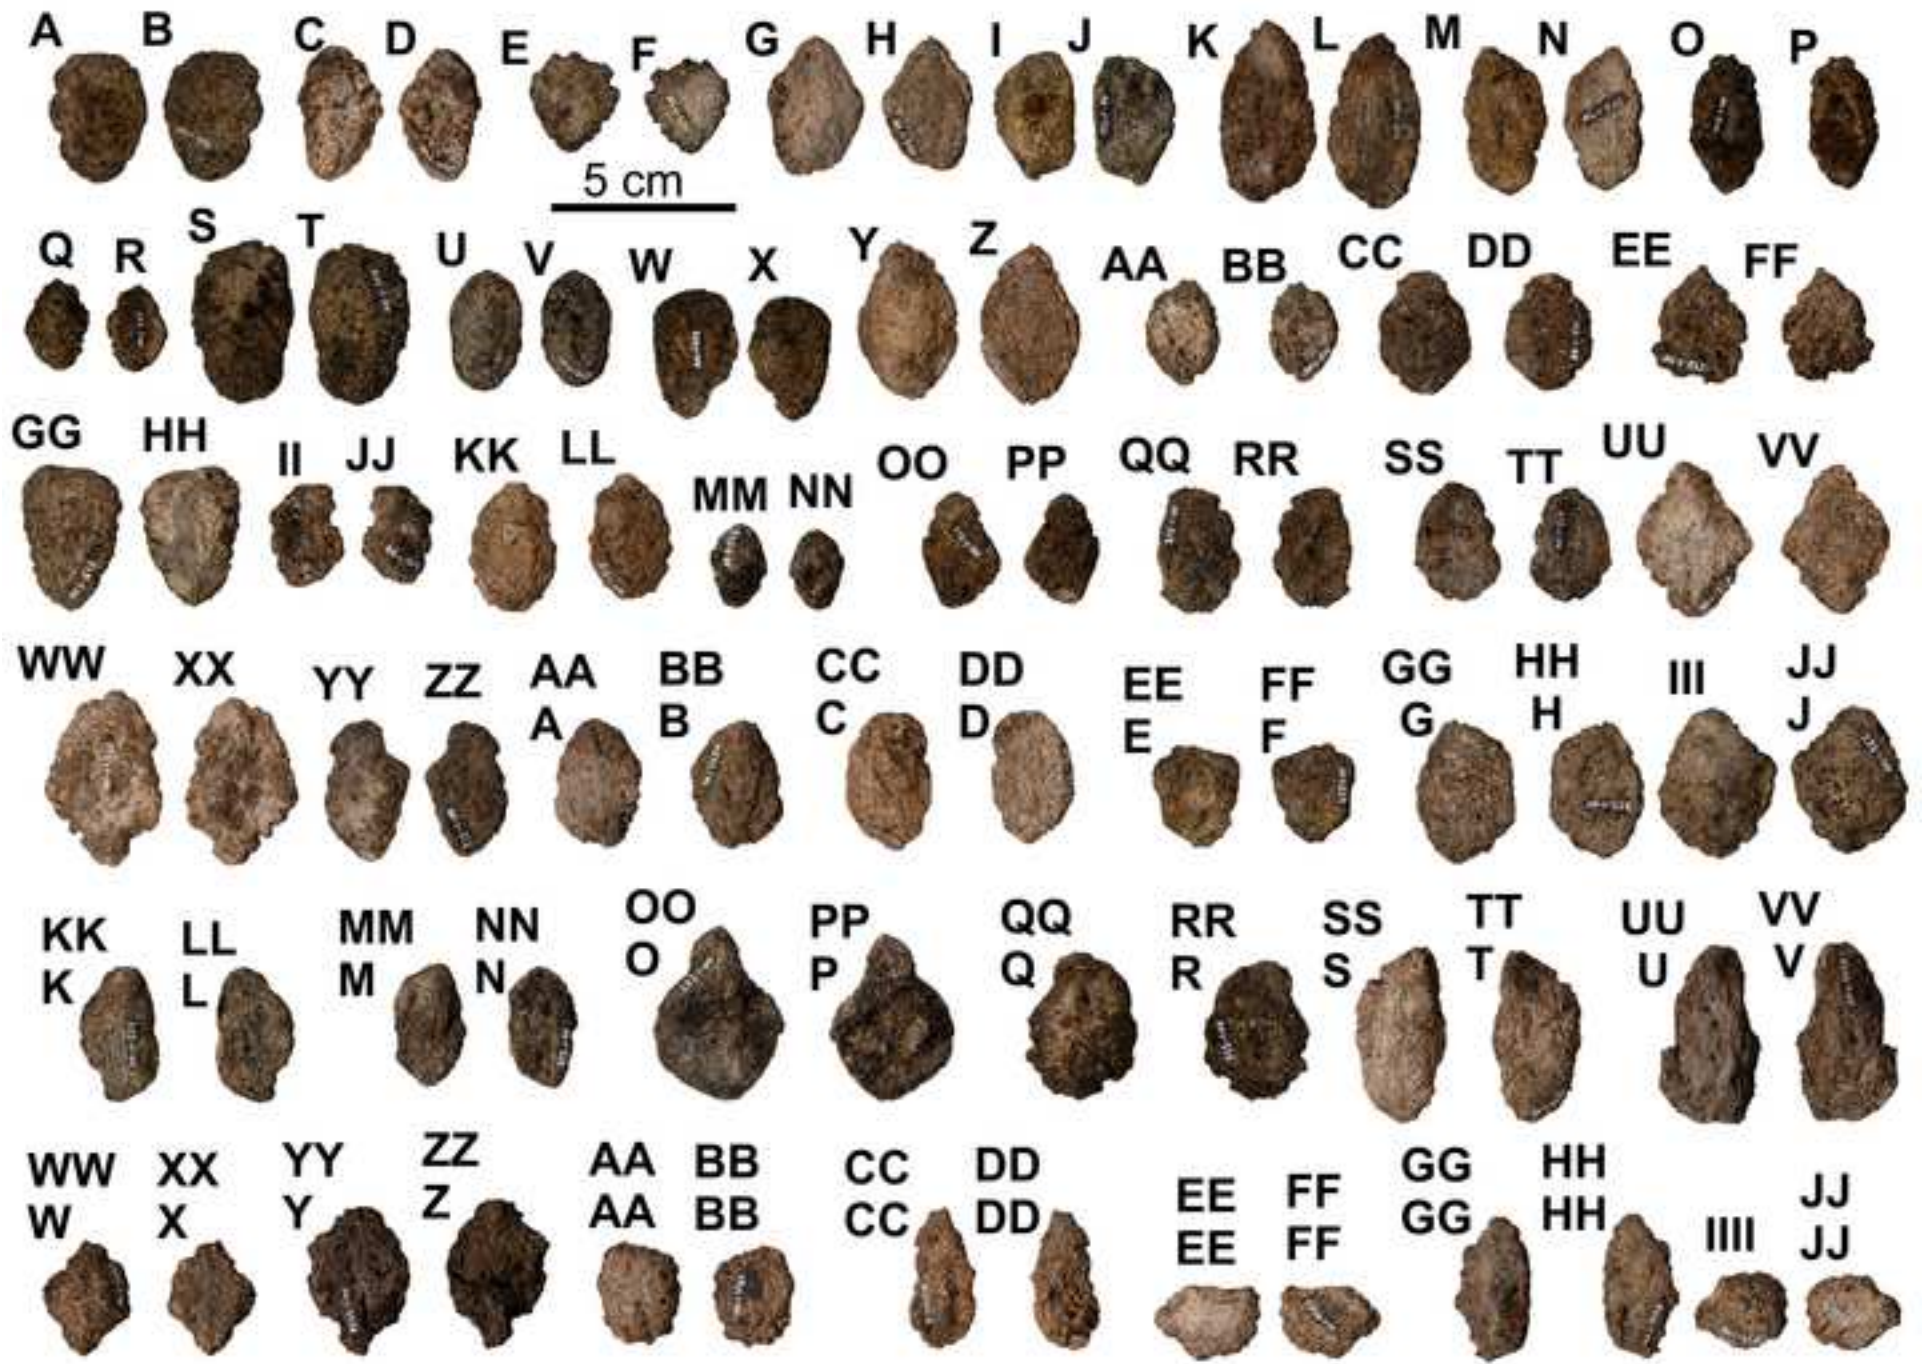 A B C D E F G H I J K L M N O P
5 cm
Q R S T U V W X Y Z AA BB CC DD EE FF
GG HH II JJ KK LL MM NN OO PP QQ RR SS TT UU VV
WW XX YY ZZ AA BB CC DD EE FF GG HH III JJ
A B C D E F G H J
KK LL MM NN OO PP QQ RR SS TT UU VV
K L M N O P Q R S T U V
WW XX YY ZZ AA BB CC DD EE FF GG HH IIII JJ
W X Y Z AA BB CC DD EE FF GG HH JJ